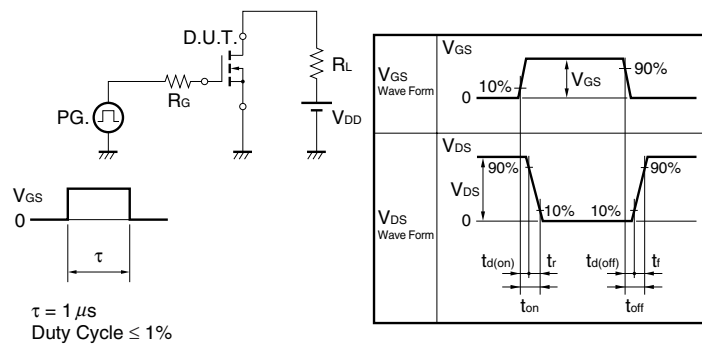 D.U.T.
RL
RG
PG.
VDD
VGS
0
τ
τ = 1 μs
Duty Cycle ≤ 1%
VGS
Wave Form
VGS
10%
VGS
90%
0
VDS
Wave Form
VDS
90%
90%
VDS
10%
10%
0
td(on)
tr
td(off)
tf
ton
toff